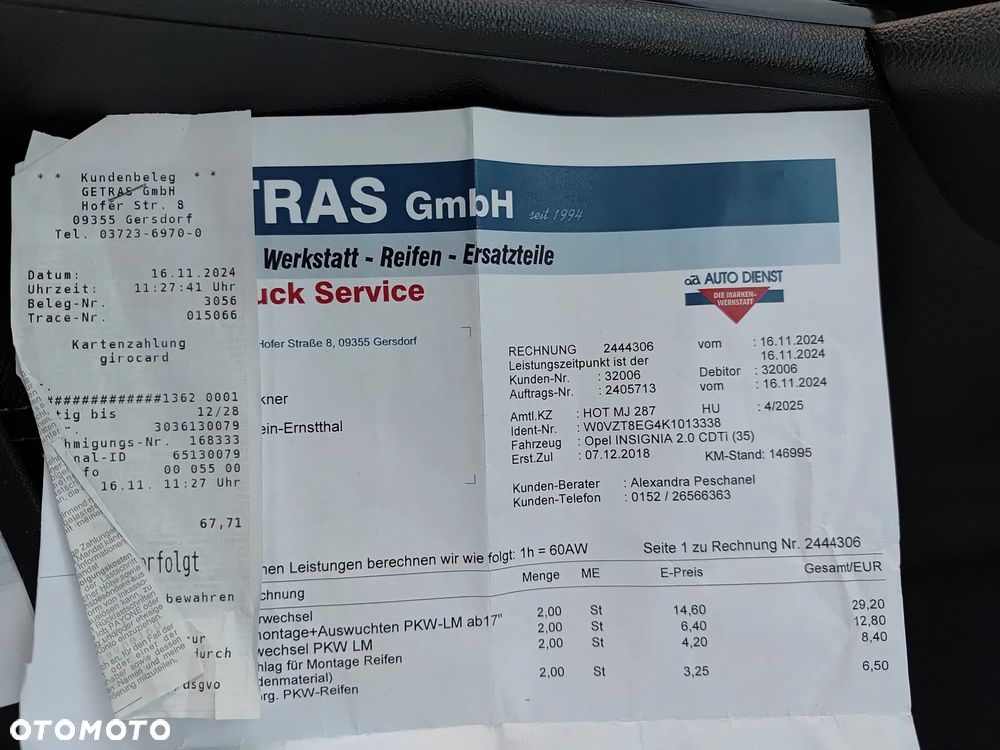 * * Kundenbeleg * *
GETRAS GmbH
Hofer Str. 8
09355 Gersdorf
Tel. 03723-6970-0
Datum: 16.11.2024
Uhrzeit: 11:27:41 Uhr
Beleg-Nr. 3056
Trace-Nr. 015066
Kartenzahlung
girocard
############1362 0001
tig bis 12/28
3036130079
hmigungs-Nr. 168333
nal-ID 65130079
fo 00 055 00
16.11. 11:27 Uhr
67,71
erfolgt
bewahren
zur
durch
dsgvo
TRAS GmbH seit 1994
Werkstatt - Reifen - Ersatzteile
uck Service
ad AUTO DIENST
DIE MARKEN-
WERKSTATT
Hofer Straße 8, 09355 Gersdorf
kner
ein-Ernstthal
RECHNUNG 2444306 vom : 16.11.2024
Leistungszeitpunkt ist der 16.11.2024
Kunden-Nr. : 32006 Debitor : 32006
Auftrags-Nr. : 2405713 vom : 16.11.2024
Amtl.KZ : HOT MJ 287 HU : 4/2025
Ident-Nr. : W0VZT8EG4K1013338
Fahrzeug : Opel INSIGNIA 2.0 CDTi (35)
Erst.Zul : 07.12.2018 KM-Stand: 146995
Kunden-Berater : Alexandra Peschanel
Kunden-Telefon : 0152 / 26566363
nen Leistungen berechnen wir wie folgt: 1h = 60AW Seite 1 zu Rechnung Nr. 2444306
chnung Menge ME E-Preis Gesamt/EUR
rwechsel 2,00 St 14,60 29,20
montage+Auswuchten PKW-LM ab17" 2,00 St 6,40 12,80
wechsel PKW LM 2,00 St 4,20 8,40
hlag für Montage Reifen
denmaterial) 2,00 St 3,25 6,50
org. PKW-Reifen
OTOMOTO